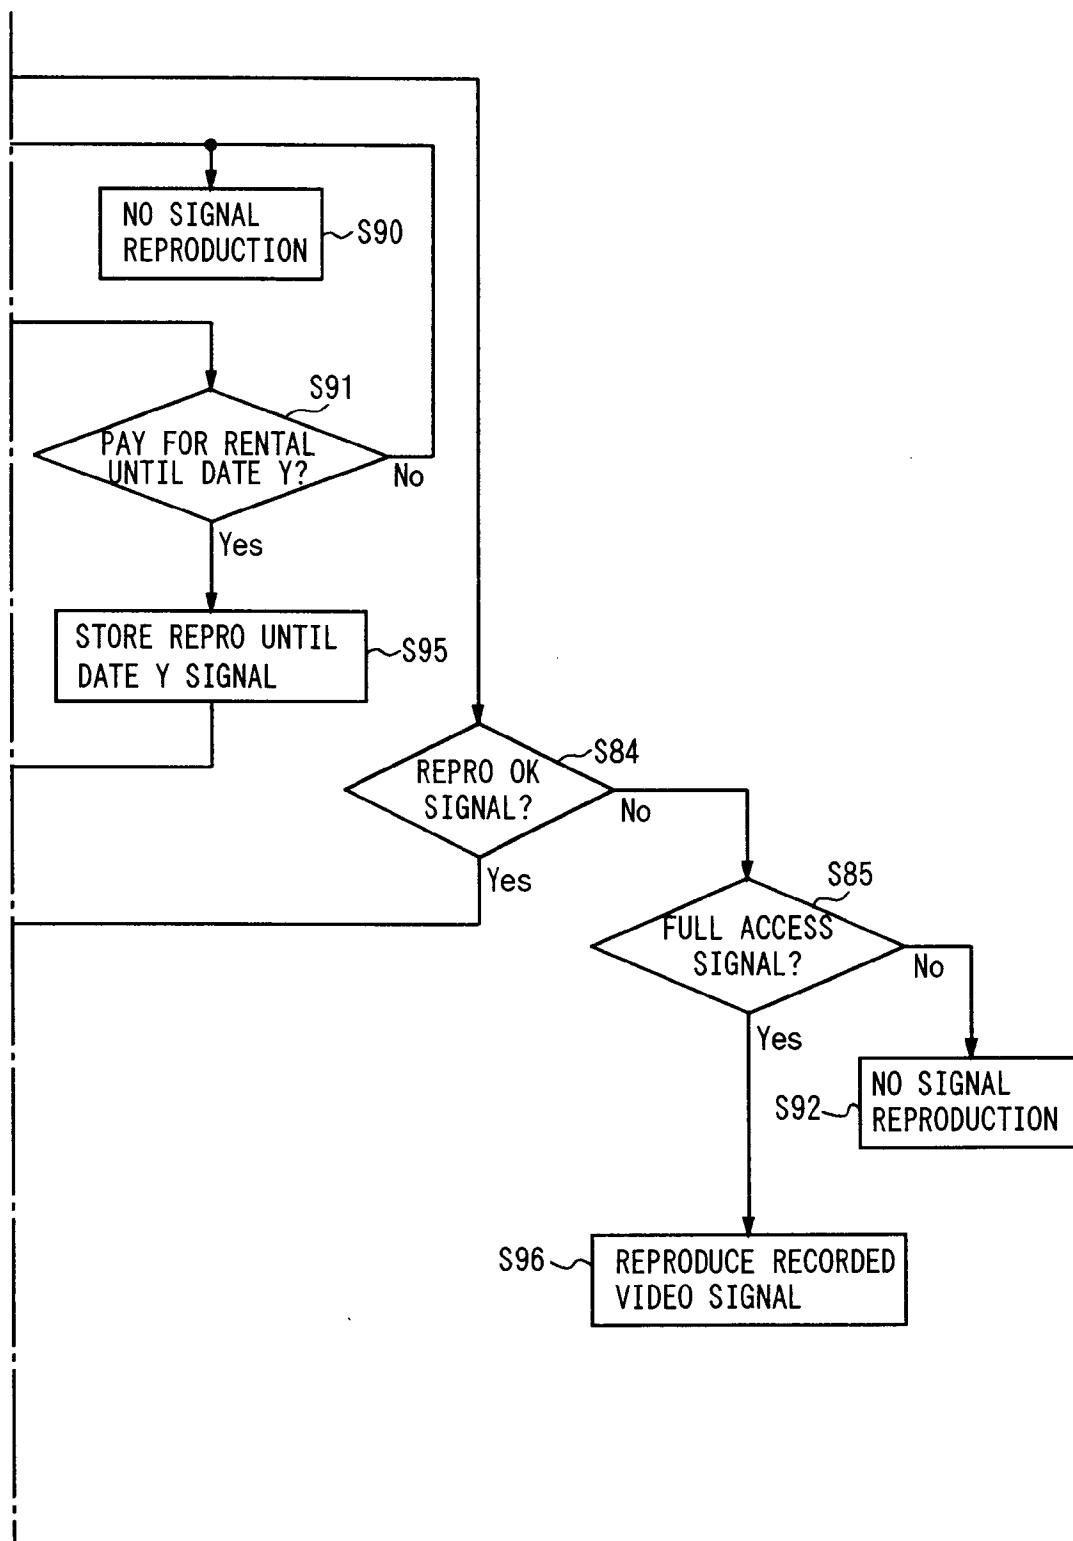 NO SIGNAL
REPRODUCTION
S90
S91
PAY FOR RENTAL
UNTIL DATE Y?
No
Yes
STORE REPRO UNTIL
DATE Y SIGNAL
S95
S84
REPRO OK
SIGNAL?
No
Yes
S85
FULL ACCESS
SIGNAL?
No
Yes
S92
NO SIGNAL
REPRODUCTION
S96
REPRODUCE RECORDED
VIDEO SIGNAL